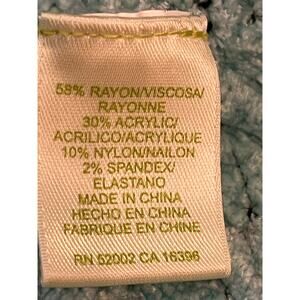 58% RAYON/VISCOSA/
RAYONNE
30% ACRYLIC/
ACRILICO/ACRYLIQUE
10% NYLON/NAILON
2% SPANDEX/
ELASTANO
MADE IN CHINA
HECHO EN CHINA
FABRIQUE EN CHINE
RN 52002 CA 16396